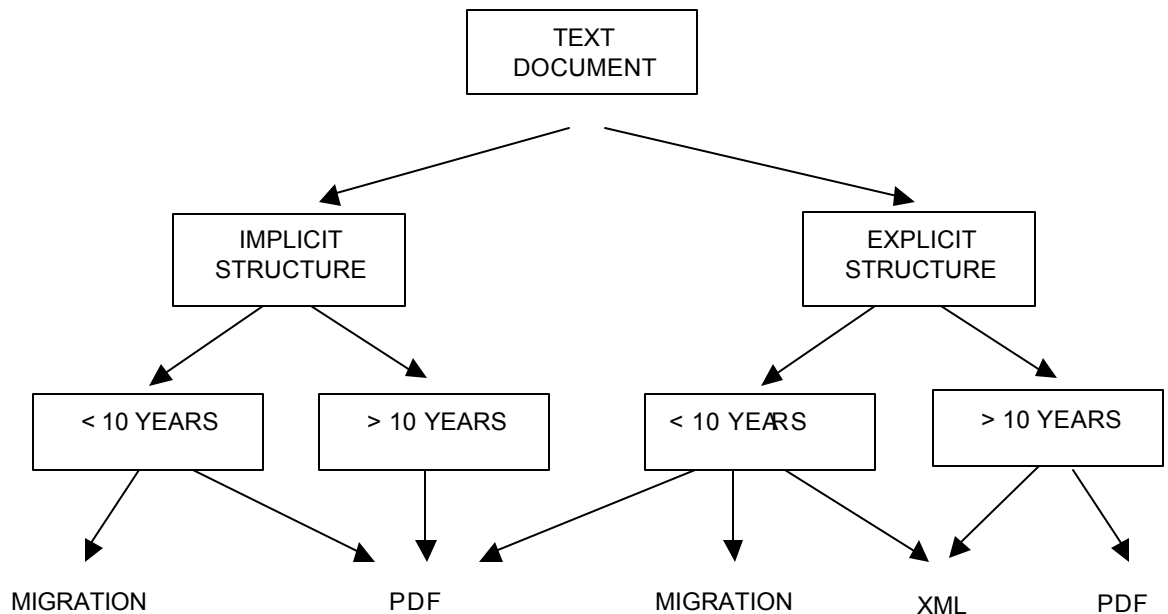 TEXT
DOCUMENT
IMPLICIT
STRUCTURE
EXPLICIT
STRUCTURE
< 10 YEARS
> 10 YEARS
< 10 YEARS
> 10 YEARS
MIGRATION
PDF
MIGRATION
XML
PDF